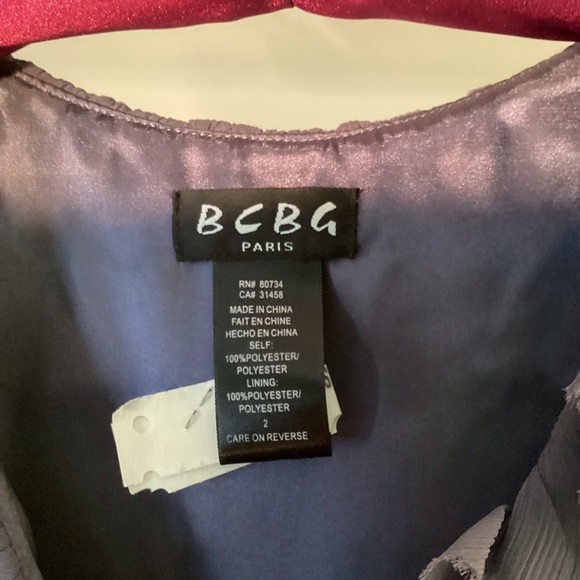 BCBG
PARIS
RN# 80734
CA# 31458
MADE IN CHINA
FAIT EN CHINE
HECHO EN CHINA
SELF:
100%POLYESTER/
POLYESTER
LINING:
100%POLYESTER/
POLYESTER
2
CARE ON REVERSE